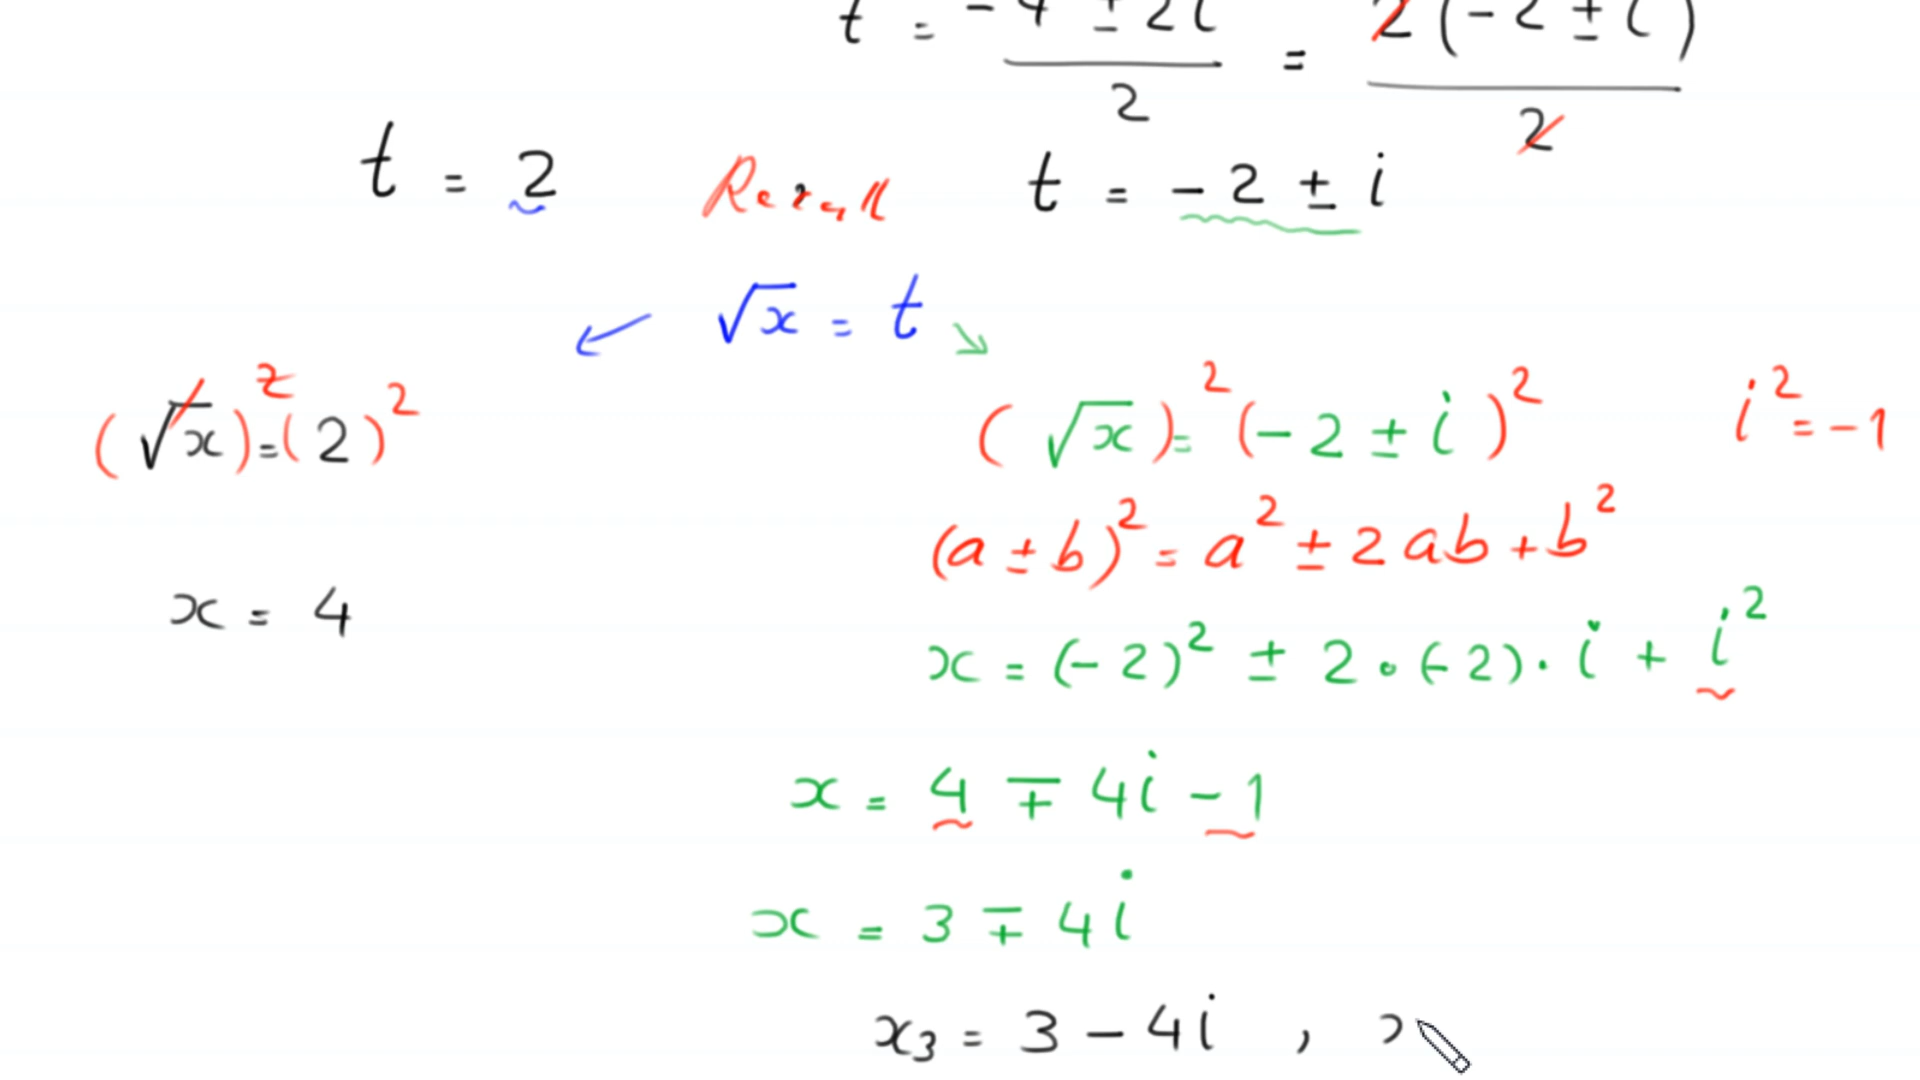 t = -4 ± 2i / 2 = 2(-2 ± i) / 2
t = 2 Recall t = -2 ± i
√x = t
(√x)² = (2)² (√x)² = (-2 ± i)² i² = -1
(a ± b)² = a² ± 2ab + b²
x = 4 x = (-2)² ± 2·(-2)·i + i²
x = 4 ∓ 4i - 1
x = 3 ∓ 4i
x₃ = 3 - 4i ,